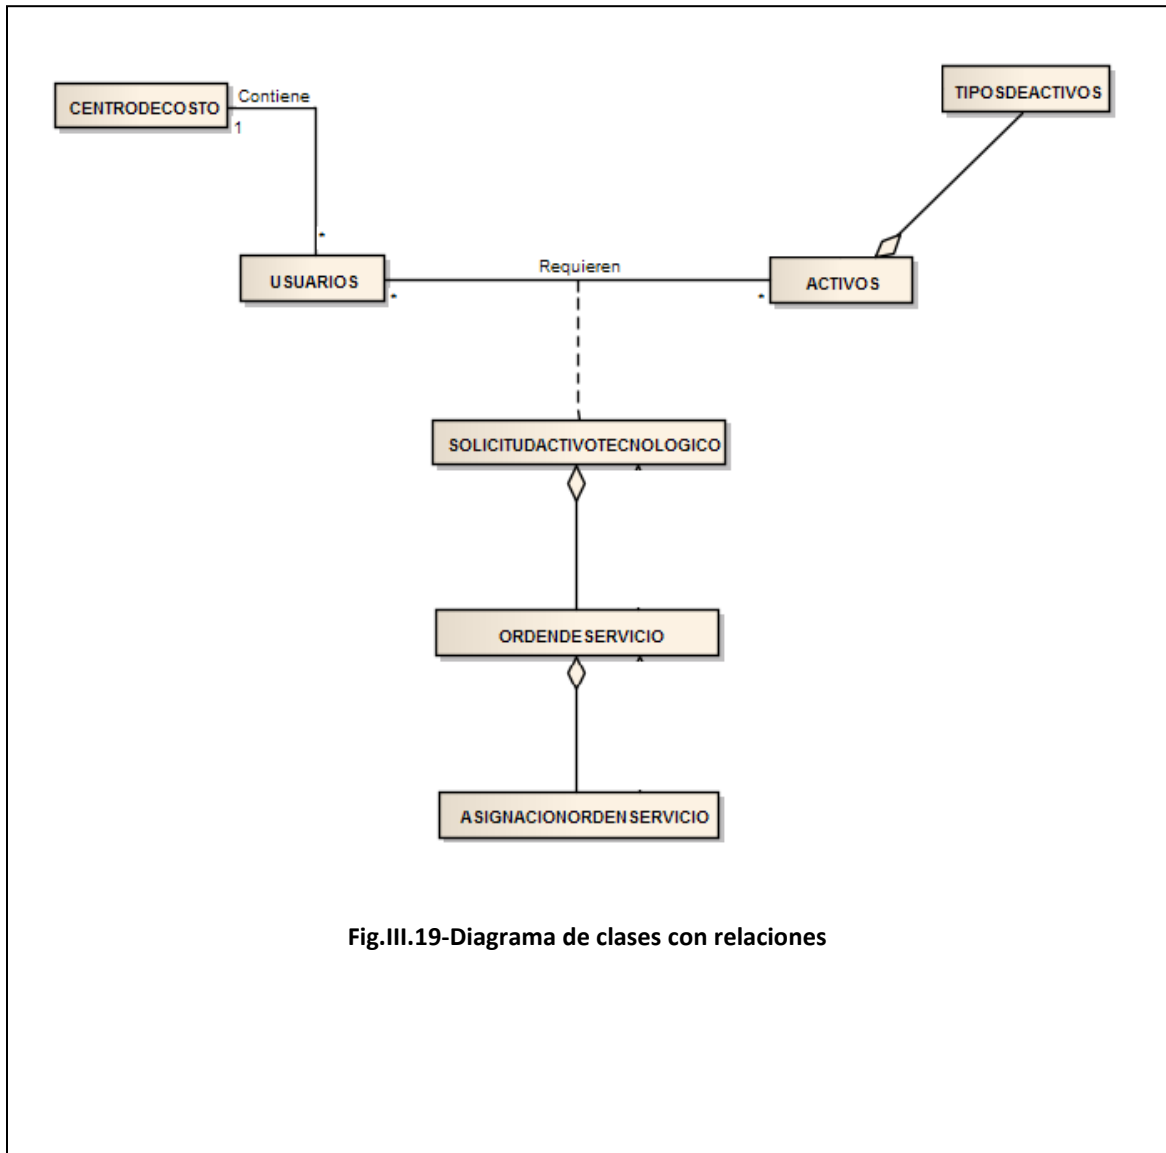 Contiene
CENTRODECOSTO
1
*
TIPOSDEACTIVOS
Requieren
USUARIOS
*
*
ACTIVOS
SOLICITUDACTIVOTECNOLOGICO
ORDENDESERVICIO
ASIGNACIONORDENSERVICIO
Fig.III.19-Diagrama de clases con relaciones